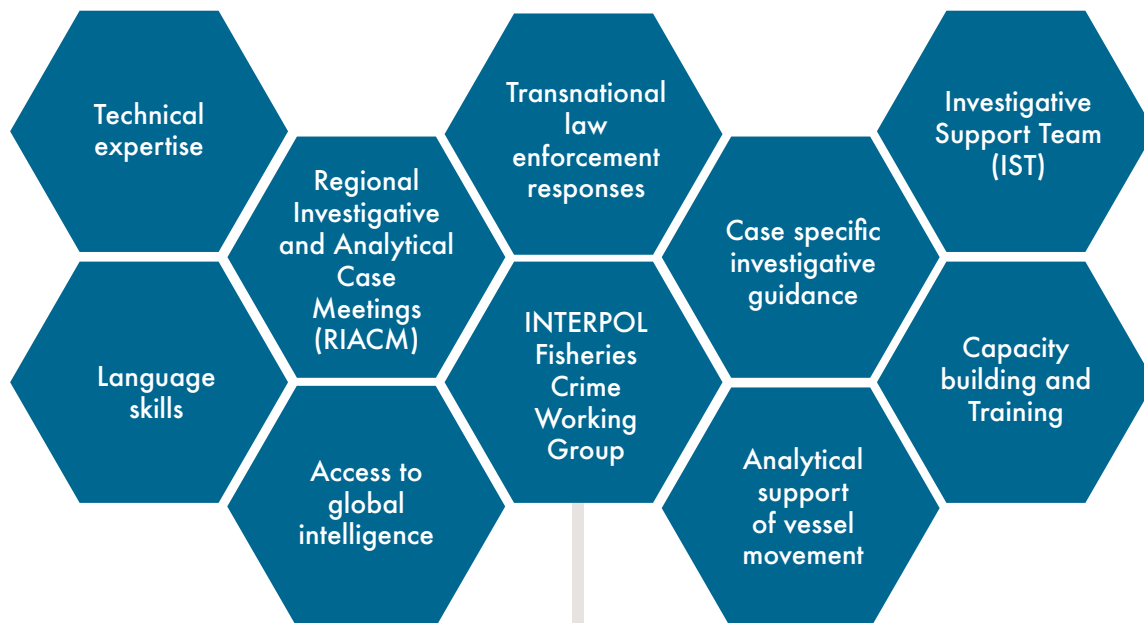 Technical
expertise
Regional
Investigative
and Analytical
Case
Meetings
(RIACM)
Transnational
law
enforcement
responses
Case specific
investigative
guidance
Investigative
Support Team
(IST)
Language
skills
Access to
global
intelligence
INTERPOL
Fisheries
Crime
Working
Group
Analytical
support
of vessel
movement
Capacity
building and
Training